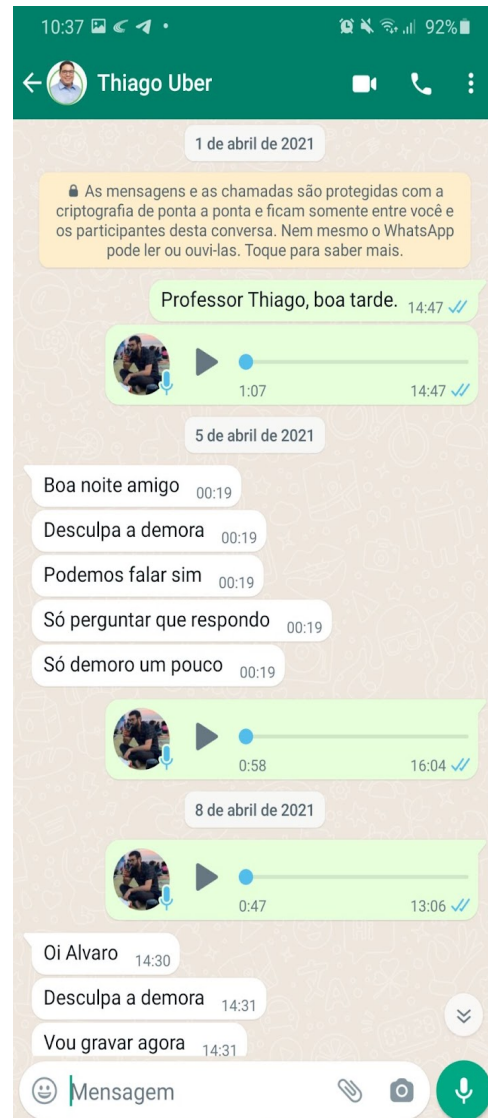 10:37 92%
Thiago Uber
1 de abril de 2021
As mensagens e as chamadas são protegidas com a
criptografia de ponta a ponta e ficam somente entre você e
os participantes desta conversa. Nem mesmo o WhatsApp
pode ler ou ouvi-las. Toque para saber mais.
Professor Thiago, boa tarde. 14:47
1:07 14:47
5 de abril de 2021
Boa noite amigo 00:19
Desculpa a demora 00:19
Podemos falar sim 00:19
Só perguntar que respondo 00:19
Só demoro um pouco 00:19
0:58 16:04
8 de abril de 2021
0:47 13:06
Oi Alvaro 14:30
Desculpa a demora 14:31
Vou gravar agora 14:31
Mensagem